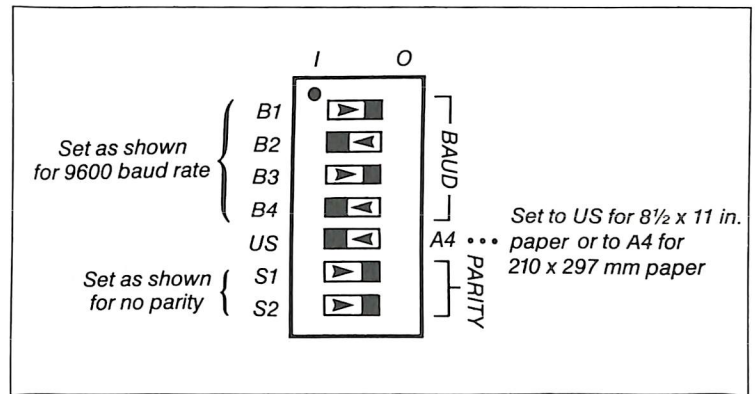 I O
B1
B2
B3
B4
US
S1
S2
BAUD
A4
PARITY
Set as shown
for 9600 baud rate
Set as shown
for no parity
Set to US for 8½ x 11 in.
paper or to A4 for
210 x 297 mm paper